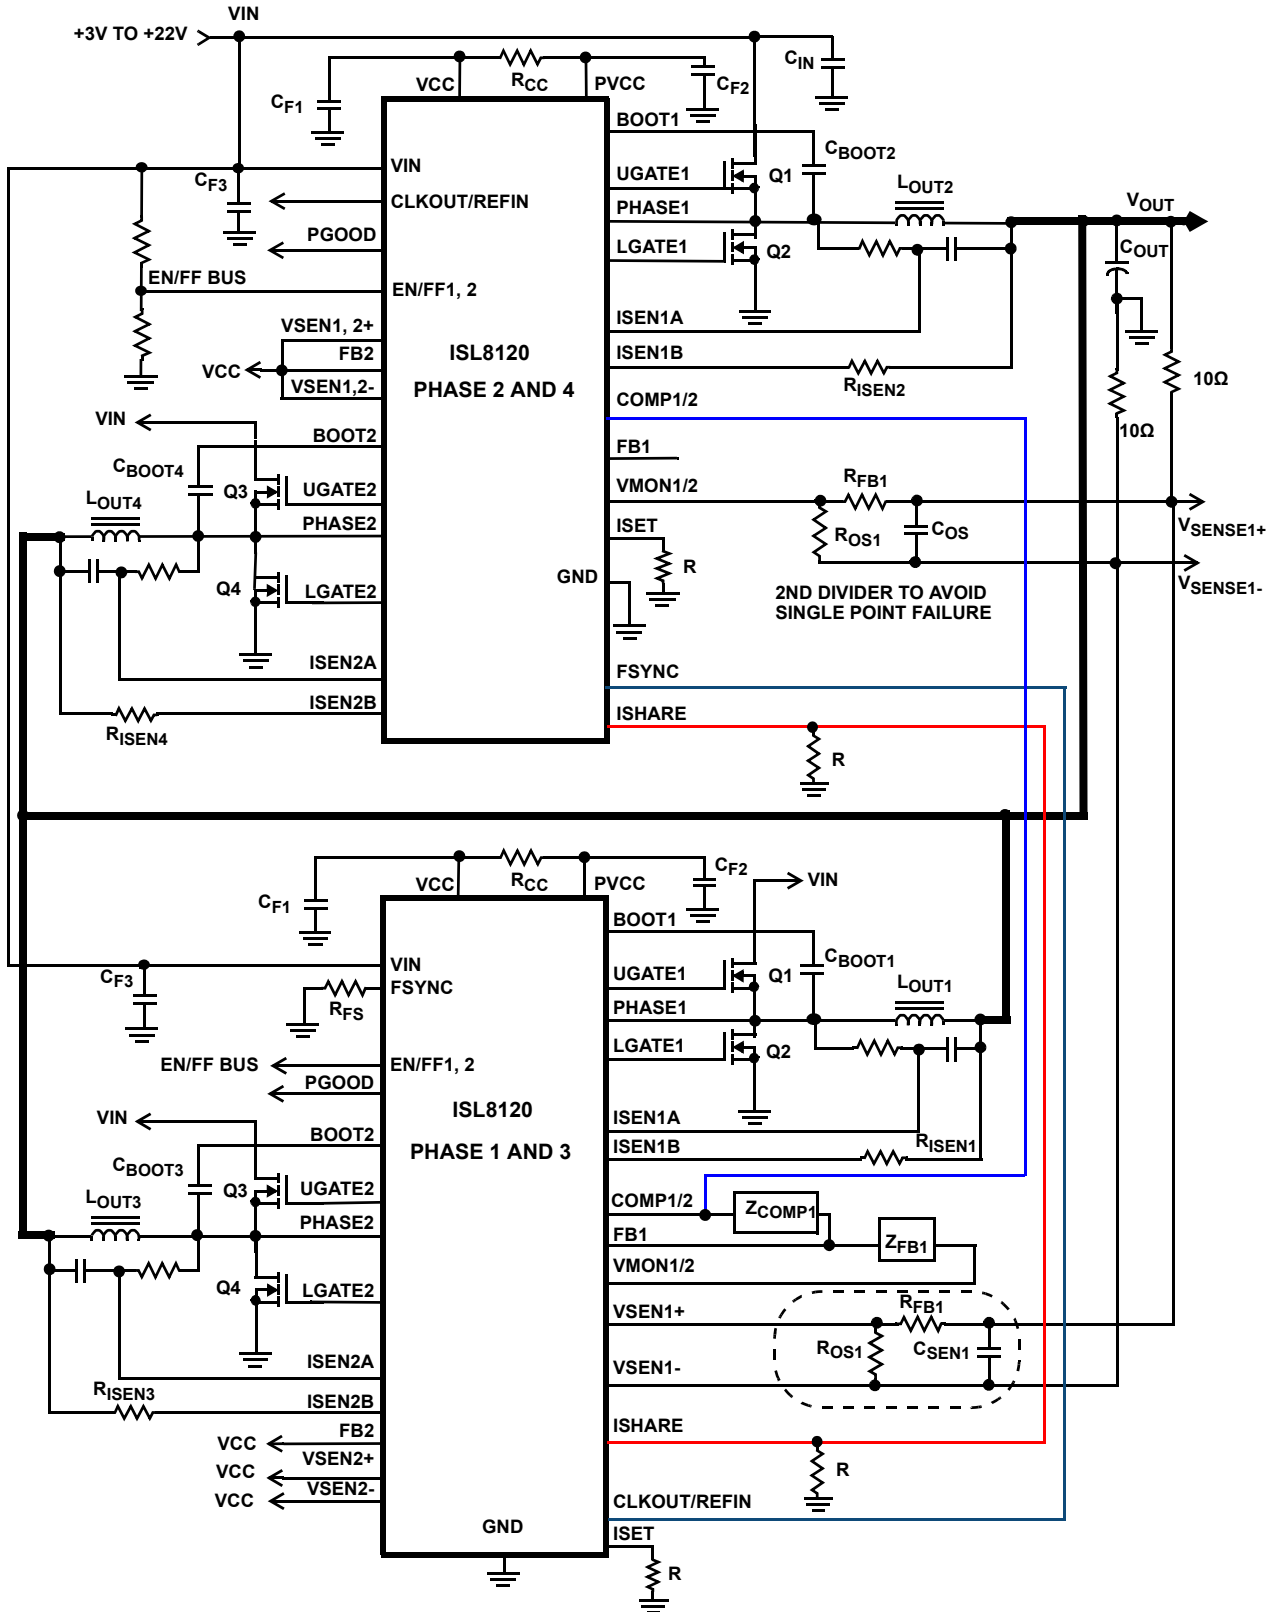 VIN
+3V TO +22V
CIN
VCC
RCC
PVCC
CF2
CF1
BOOT1
CBOOT2
VIN
CF3
UGATE1
Q1
LOUT2
CLKOUT/REFIN
PHASE1
VOUT
PGOOD
LGATE1
Q2
COUT
EN/FF BUS
EN/FF1, 2
VSEN1, 2+
ISEN1A
FB2
ISL8120
ISEN1B
VCC
VSEN1,2-
PHASE 2 AND 4
RISEN2
10Ω
COMP1/2
VIN
10Ω
BOOT2
FB1
CBOOT4
RFB1
Q3
UGATE2
VMON1/2
LOUT4
PHASE2
ISET
ROS1
COS
VSENSE1+
R
GND
VSENSE1-
Q4
LGATE2
2ND DIVIDER TO AVOID
SINGLE POINT FAILURE
ISEN2A
FSYNC
ISEN2B
ISHARE
RISEN4
R
VCC
RCC
PVCC
CF2
VIN
CF1
BOOT1
CBOOT1
VIN
CF3
FSYNC
RFS
UGATE1
Q1
LOUT1
PHASE1
LGATE1
Q2
EN/FF BUS
EN/FF1, 2
PGOOD
VIN
ISL8120
ISEN1A
BOOT2
PHASE 1 AND 3
ISEN1B
RISEN1
CBOOT3
Q3
UGATE2
COMP1/2
ZCOMP1
LOUT3
PHASE2
FB1
ZFB1
VMON1/2
Q4
LGATE2
VSEN1+
RFB1
ROS1
CSEN1
ISEN2A
VSEN1-
RISEN3
ISEN2B
FB2
ISHARE
VCC
VSEN2+
VCC
R
VSEN2-
VCC
CLKOUT/REFIN
GND
ISET
R